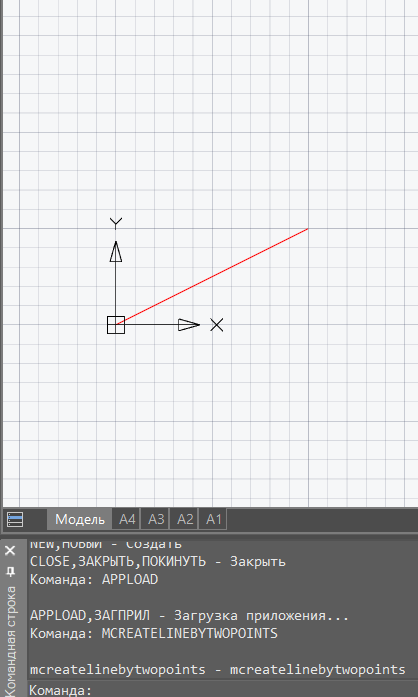 Y
X
Модель A4 A3 A2 A1
NEW,НОВЫЙ - Создать
CLOSE,ЗАКРЫТЬ,ПОКИНУТЬ - Закрыть
Команда: APPLOAD
APPLOAD,ЗАГПРИЛ - Загрузка приложения...
Команда: MCREATELINEBYTWOPOINTS
mcreatelinebytwopoints - mcreatelinebytwopoints
Команда:
Командная строка